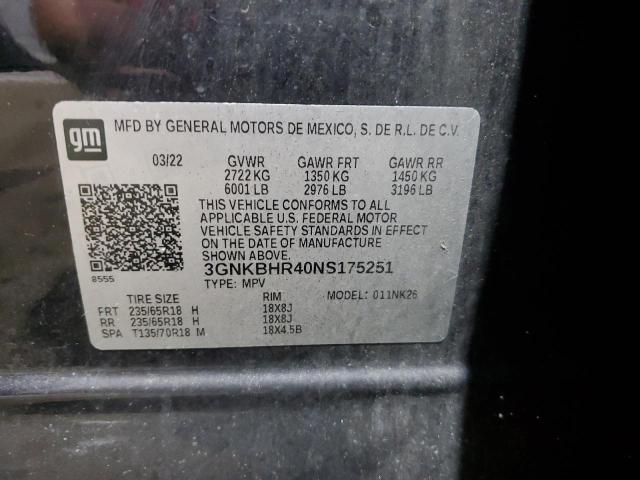 gm
MFD BY GENERAL MOTORS DE MEXICO, S. DE R.L. DE C.V.
03/22 GVWR GAWR FRT GAWR RR
2722 KG 1350 KG 1450 KG
6001 LB 2976 LB 3196 LB
THIS VEHICLE CONFORMS TO ALL
APPLICABLE U.S. FEDERAL MOTOR
VEHICLE SAFETY STANDARDS IN
EFFECT ON THE DATE OF MANUFACTURE
SHOWN ABOVE.
8555
3GNKBHR40NS175251
TYPE: MPV MODEL: 011NK26
TIRE SIZE RIM
FRT 235/65R18 H 18X8J
RR 235/65R18 H 18X8J
SPA T135/70R18 M 18X4.5B